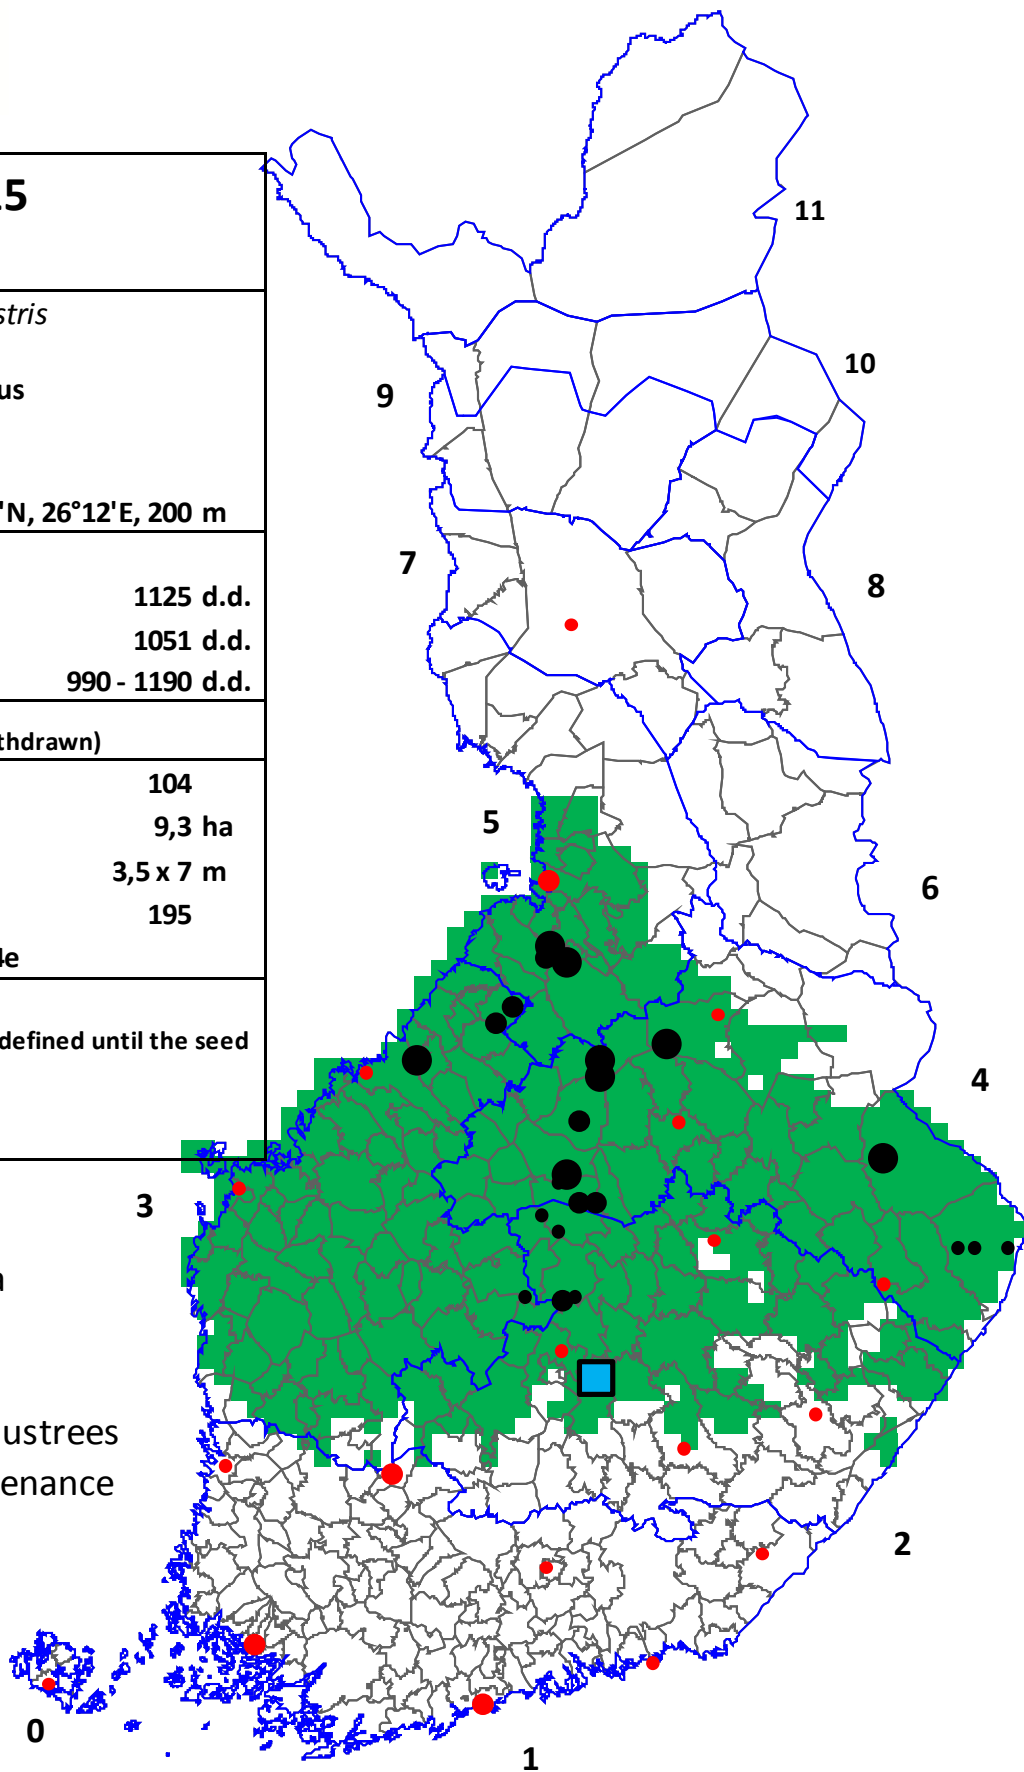 .5
stris
us
'N, 26°12'E, 200 m
1125 d.d.
1051 d.d.
990 - 1190 d.d.
thdrawn)
104
9,3 ha
3,5 x 7 m
195
4e
defined until the seed
a
ustrees
enance
11
10
9
8
7
6
5
4
3
2
1
0